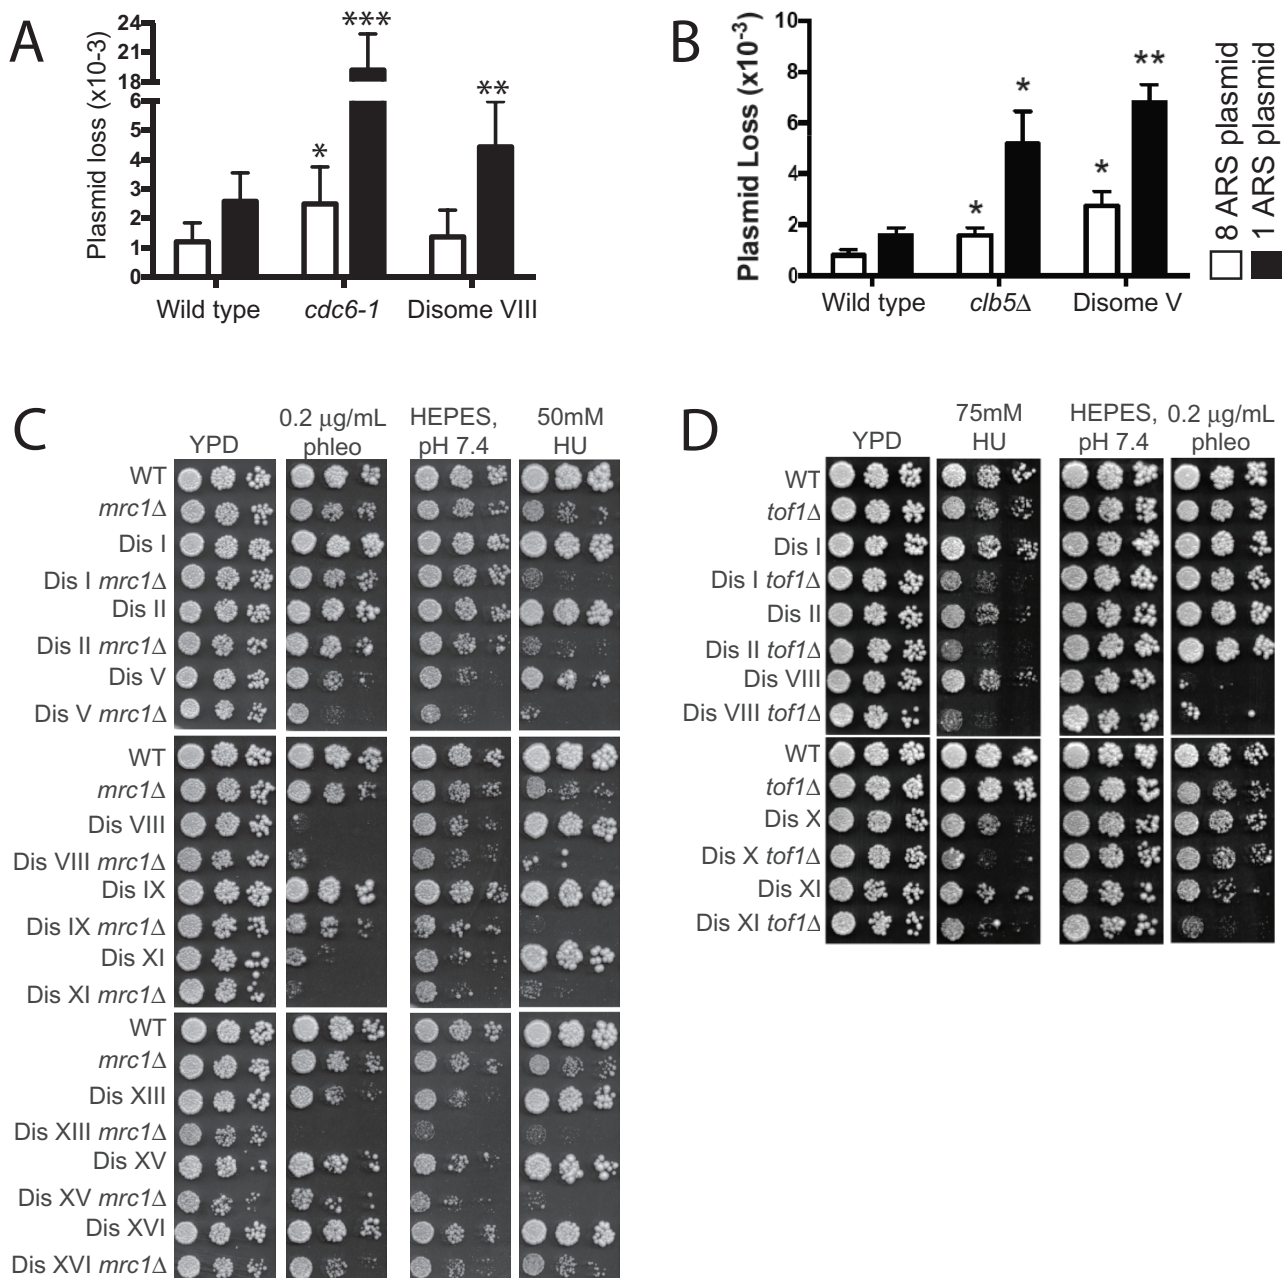 A
Plasmid loss (x10-3)
24
21
18
6
5
4
3
2
1
0
*
***
**
Wild type
cdc6-1
Disome VIII
B
Plasmid Loss (x10⁻³)
10
8
6
4
2
0
*
*
*
**
Wild type
clb5Δ
Disome V
8 ARS plasmid
1 ARS plasmid
C
YPD
0.2 μg/mL
phleo
HEPES,
pH 7.4
50mM
HU
WT
mrc1Δ
Dis I
Dis I mrc1Δ
Dis II
Dis II mrc1Δ
Dis V
Dis V mrc1Δ
WT
mrc1Δ
Dis VIII
Dis VIII mrc1Δ
Dis IX
Dis IX mrc1Δ
Dis XI
Dis XI mrc1Δ
WT
mrc1Δ
Dis XIII
Dis XIII mrc1Δ
Dis XV
Dis XV mrc1Δ
Dis XVI
Dis XVI mrc1Δ
D
YPD
75mM
HU
HEPES,
pH 7.4
0.2 μg/mL
phleo
WT
tof1Δ
Dis I
Dis I tof1Δ
Dis II
Dis II tof1Δ
Dis VIII
Dis VIII tof1Δ
WT
tof1Δ
Dis X
Dis X tof1Δ
Dis XI
Dis XI tof1Δ